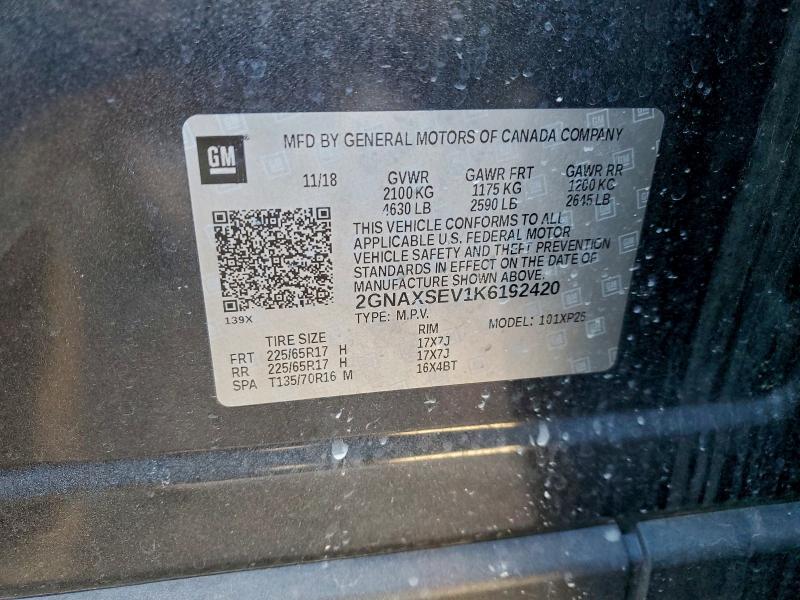 GM
MFD BY GENERAL MOTORS OF CANADA COMPANY
11/18 GVWR GAWR FRT GAWR RR
2100 KG 1175 KG 1200 KG
4630 LB 2590 LB 2645 LB
THIS VEHICLE CONFORMS TO ALL
APPLICABLE U.S. FEDERAL MOTOR
VEHICLE SAFETY AND THEFT PREVENTION
STANDARDS IN EFFECT ON THE DATE OF
MANUFACTURE SHOWN ABOVE.
2GNAXSEV1K6192420
139X
TYPE: M.P.V. MODEL: 101XP26
TIRE SIZE RIM
FRT 225/65R17 H 17X7J
RR 225/65R17 H 17X7J
SPA T135/70R16 M 16X4BT